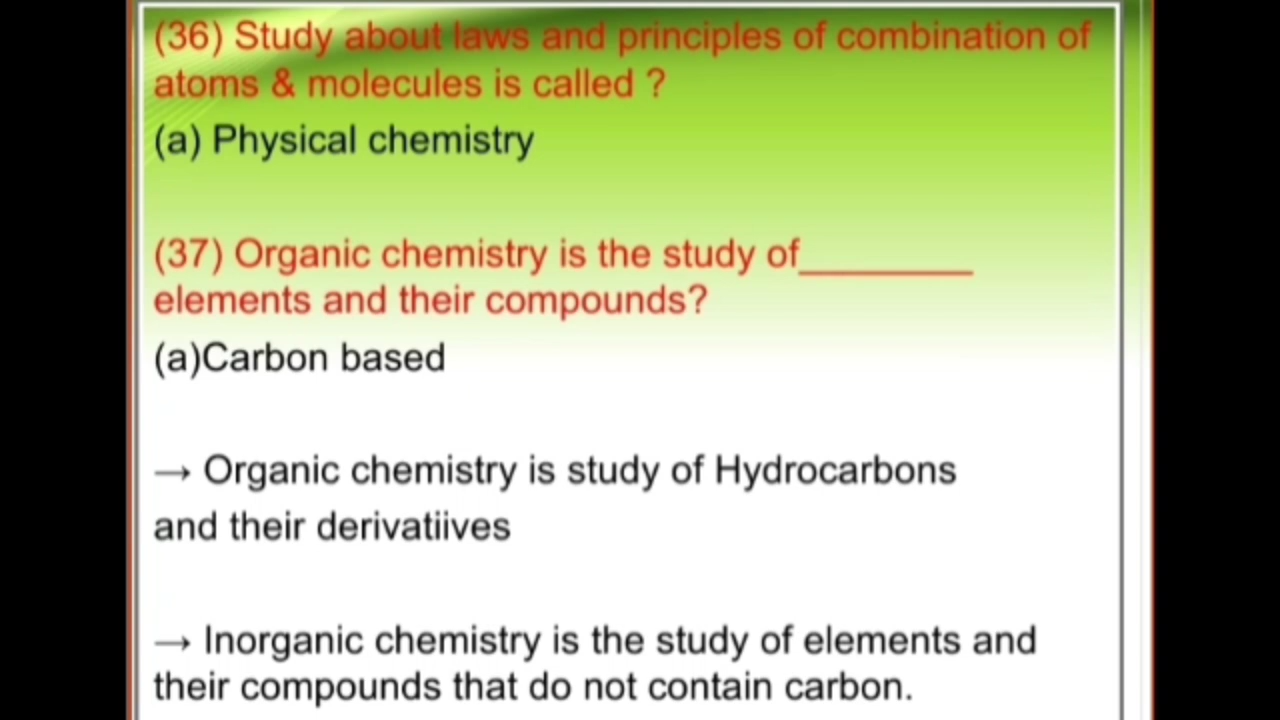 (36) Study about laws and principles of combination of
atoms & molecules is called ?
(a) Physical chemistry
(37) Organic chemistry is the study of_________
elements and their compounds?
(a)Carbon based
→ Organic chemistry is study of Hydrocarbons
and their derivatiives
→ Inorganic chemistry is the study of elements and
their compounds that do not contain carbon.